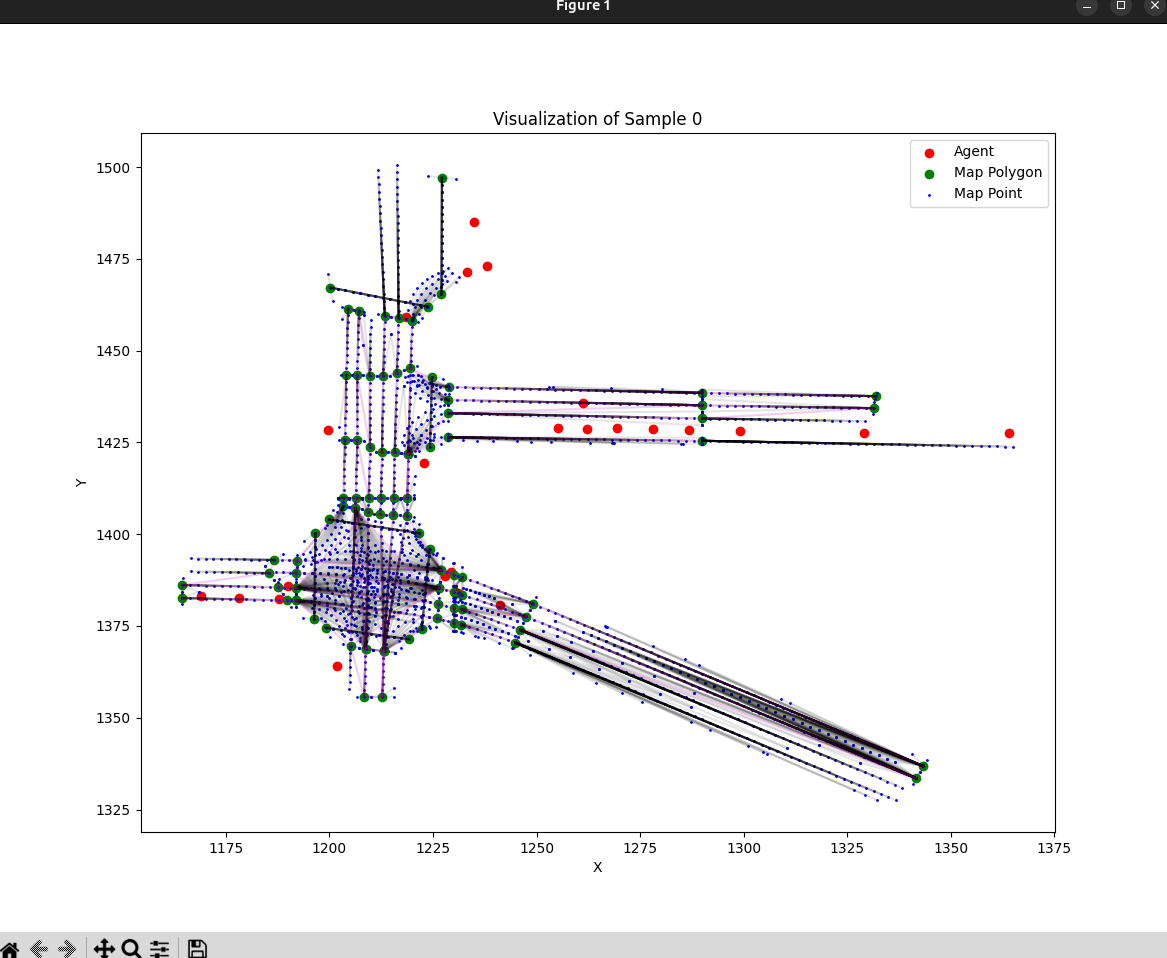 Figure 1
Visualization of Sample 0
Agent
Map Polygon
Map Point
1500
1475
1450
1425
1400
1375
1350
1325
Y
1175 1200 1225 1250 1275 1300 1325 1350 1375
X